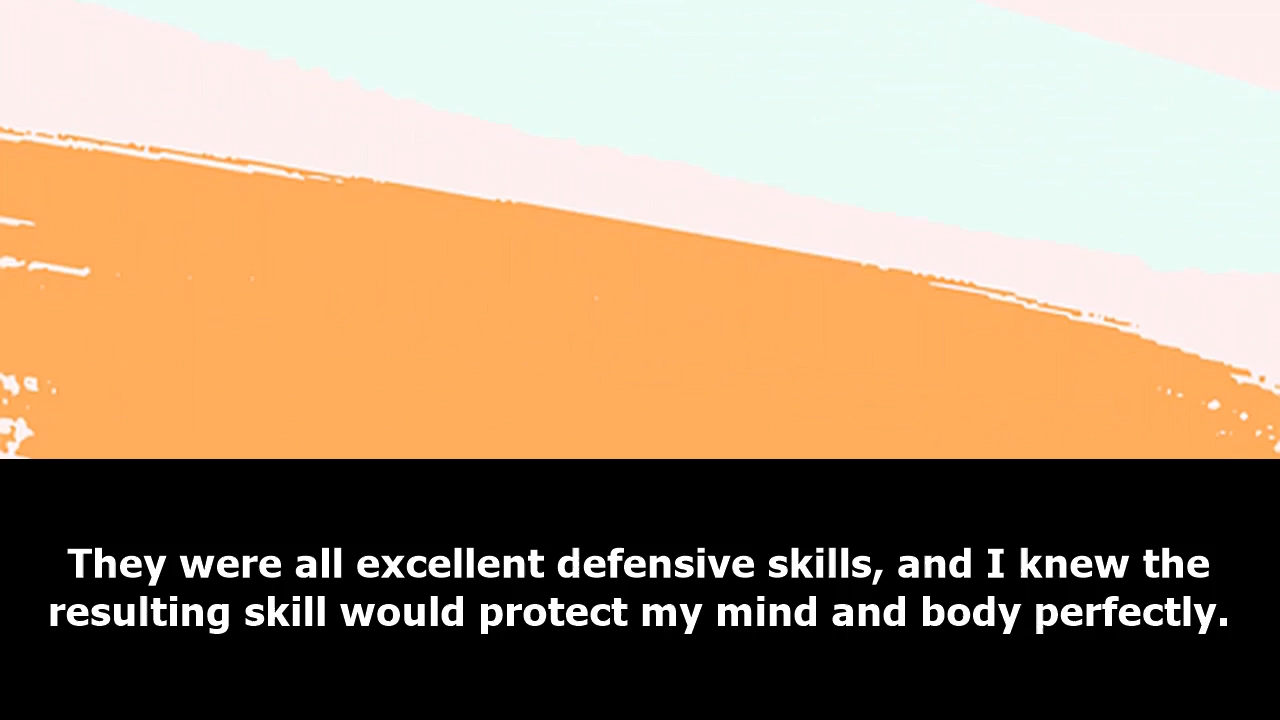 They were all excellent defensive skills, and I knew the
resulting skill would protect my mind and body perfectly.